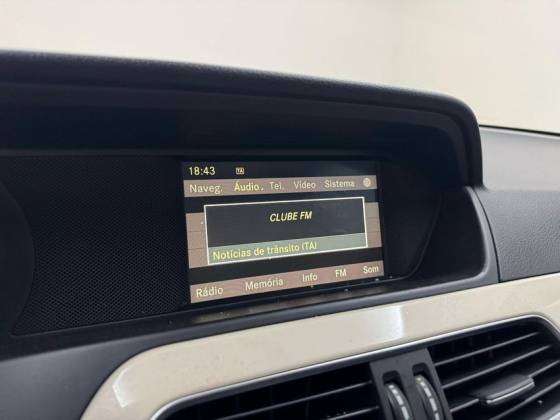 18:43 TA
Naveg. Áudio Tel. Vídeo Sistema
CLUBE FM
Notícias de trânsito (TA)
Rádio Memória Info FM Som